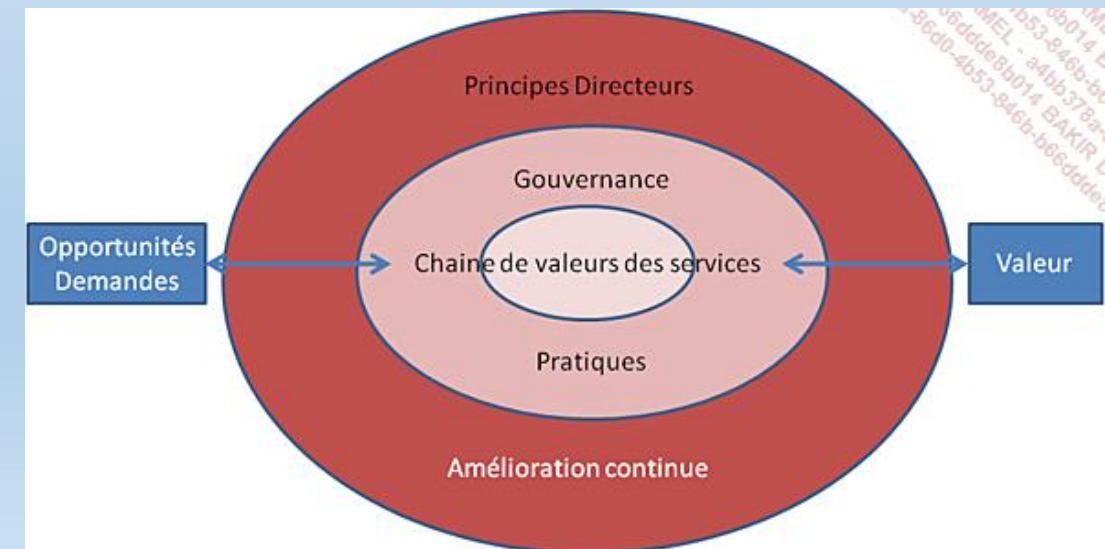 Principes Directeurs
Gouvernance
Opportunités
Demandes
Chaine de valeurs des services
Valeur
Pratiques
Amélioration continue